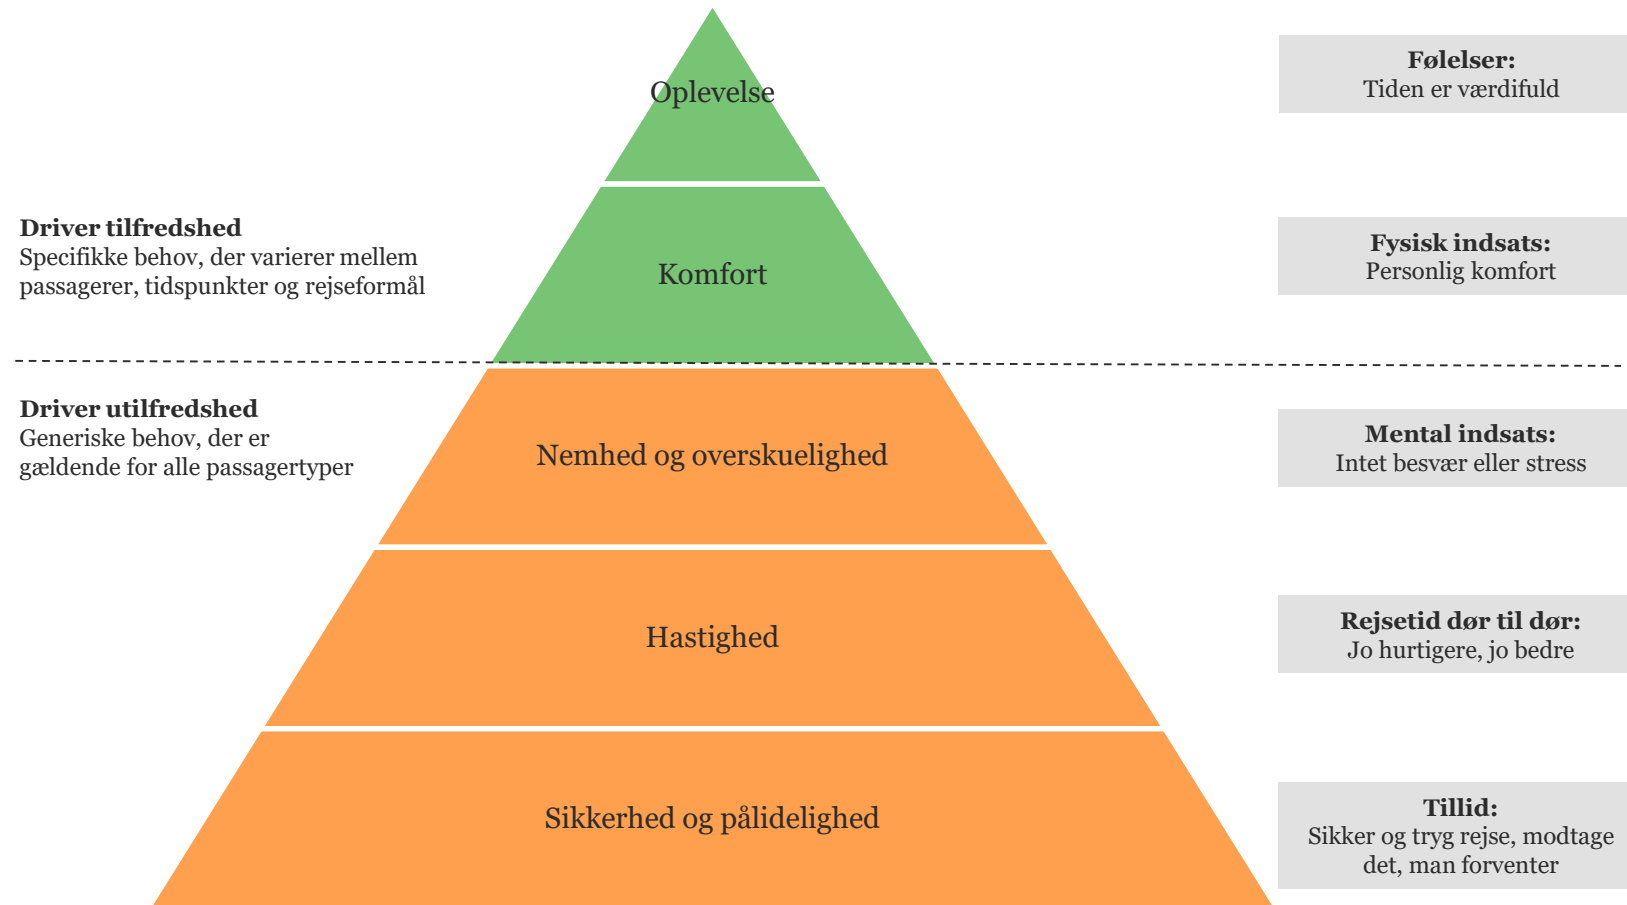 Oplevelse
Følelser:
Tiden er værdifuld
Driver tilfredshed
Specifikke behov, der varierer mellem
passagerer, tidspunkter og rejseformål
Komfort
Fysisk indsats:
Personlig komfort
Driver utilfredshed
Generiske behov, der er
gældende for alle passagertyper
Nemhed og overskuelighed
Mental indsats:
Intet besvær eller stress
Hastighed
Rejsetid dør til dør:
Jo hurtigere, jo bedre
Sikkerhed og pålidelighed
Tillid:
Sikker og tryg rejse, modtage
det, man forventer